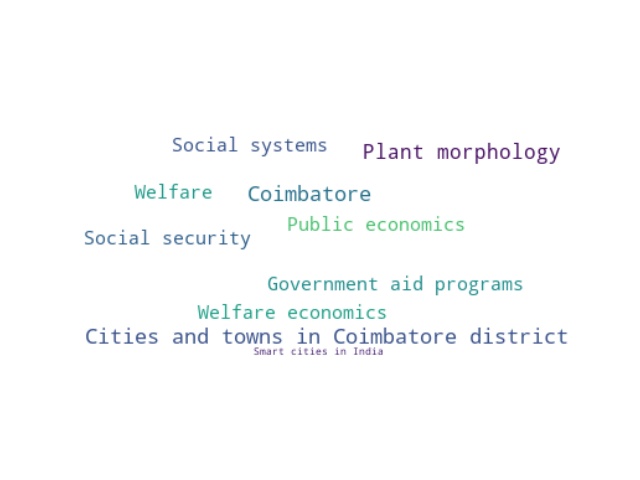 Social systems
Plant morphology
Welfare
Coimbatore
Public economics
Social security
Government aid programs
Welfare economics
Cities and towns in Coimbatore district
Smart cities in India